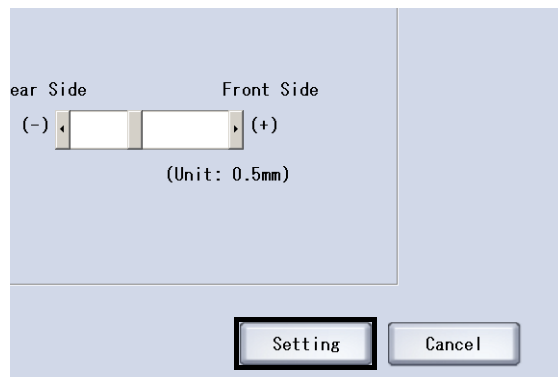 ear Side Front Side
(-) (+)
(Unit: 0.5mm)
Setting Cancel